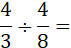 4/3 ÷ 4/8 =